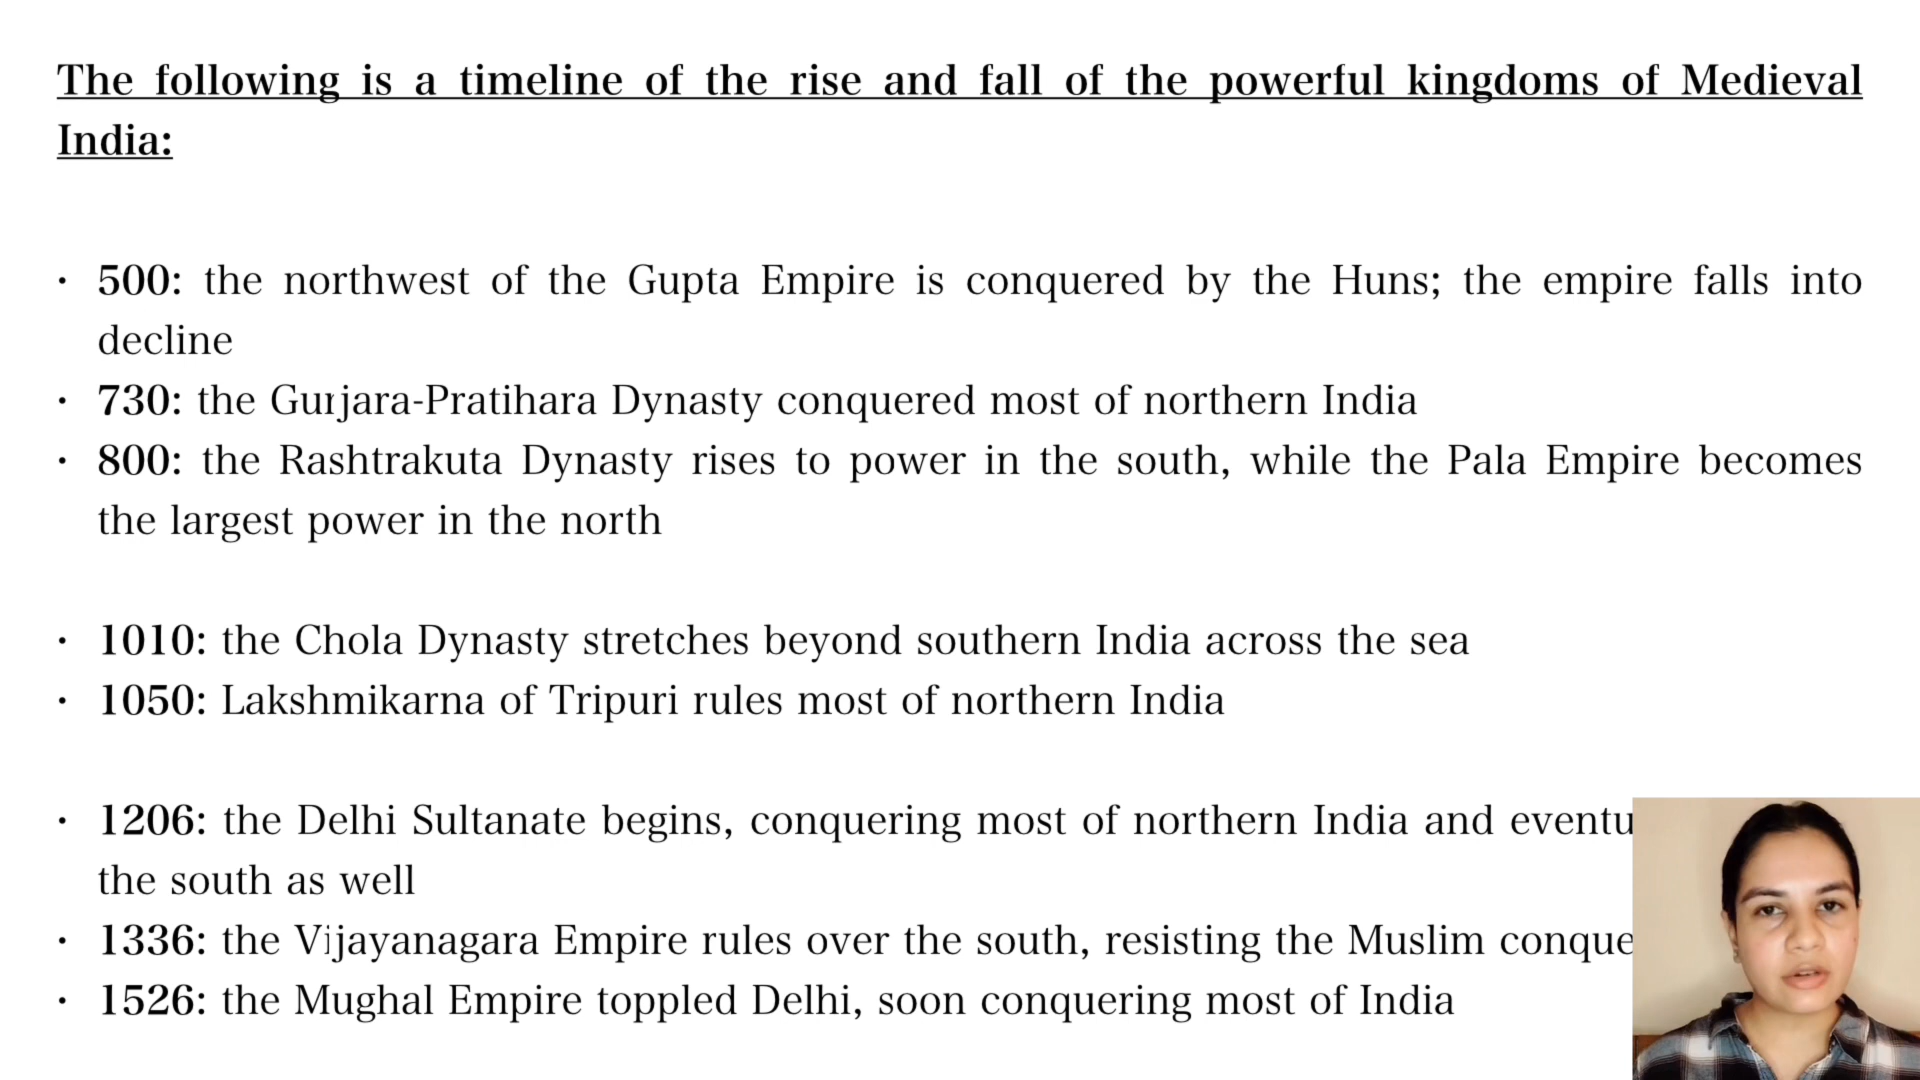 The following is a timeline of the rise and fall of the powerful kingdoms of Medieval
India:
· 500: the northwest of the Gupta Empire is conquered by the Huns; the empire falls into
decline
· 730: the Gurjara-Pratihara Dynasty conquered most of northern India
· 800: the Rashtrakuta Dynasty rises to power in the south, while the Pala Empire becomes
the largest power in the north
· 1010: the Chola Dynasty stretches beyond southern India across the sea
· 1050: Lakshmikarna of Tripuri rules most of northern India
· 1206: the Delhi Sultanate begins, conquering most of northern India and eventu
the south as well
· 1336: the Vijayanagara Empire rules over the south, resisting the Muslim conque
· 1526: the Mughal Empire toppled Delhi, soon conquering most of India